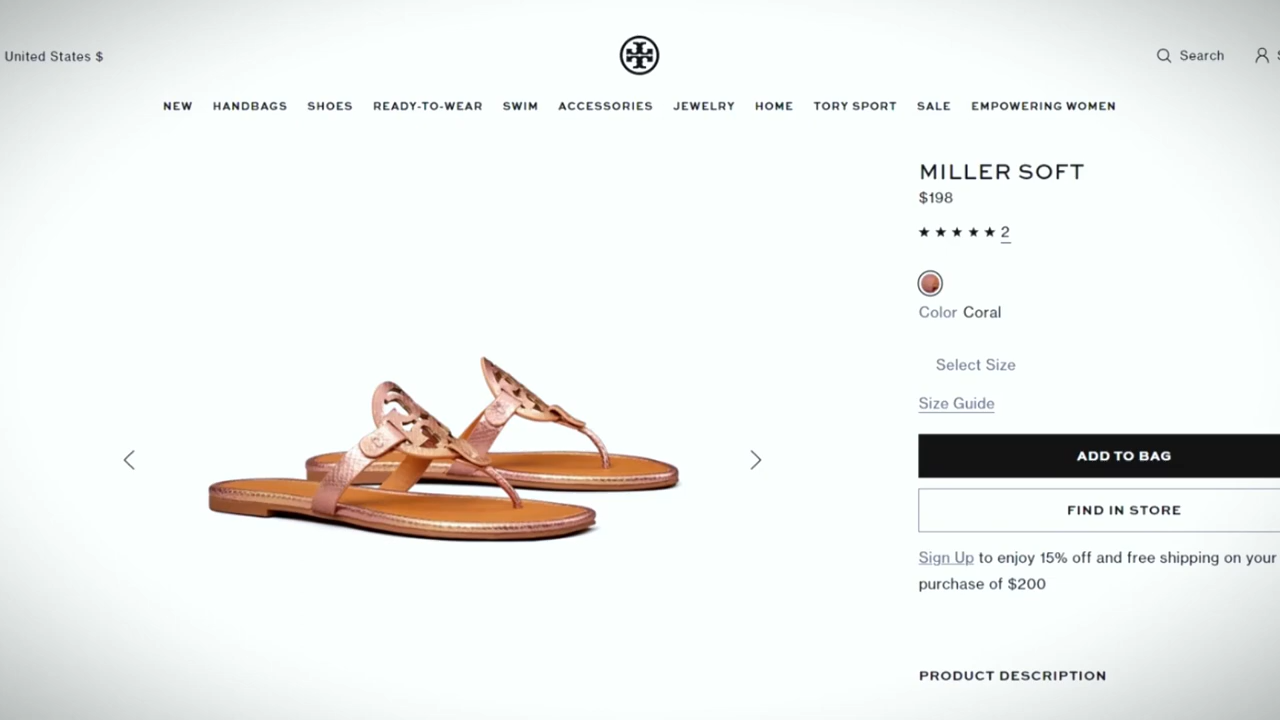 United States $
Search
NEW HANDBAGS SHOES READY-TO-WEAR SWIM ACCESSORIES JEWELRY HOME TORY SPORT SALE EMPOWERING WOMEN
MILLER SOFT
$198
2
Color Coral
Select Size
Size Guide
ADD TO BAG
FIND IN STORE
Sign Up to enjoy 15% off and free shipping on your
purchase of $200
PRODUCT DESCRIPTION